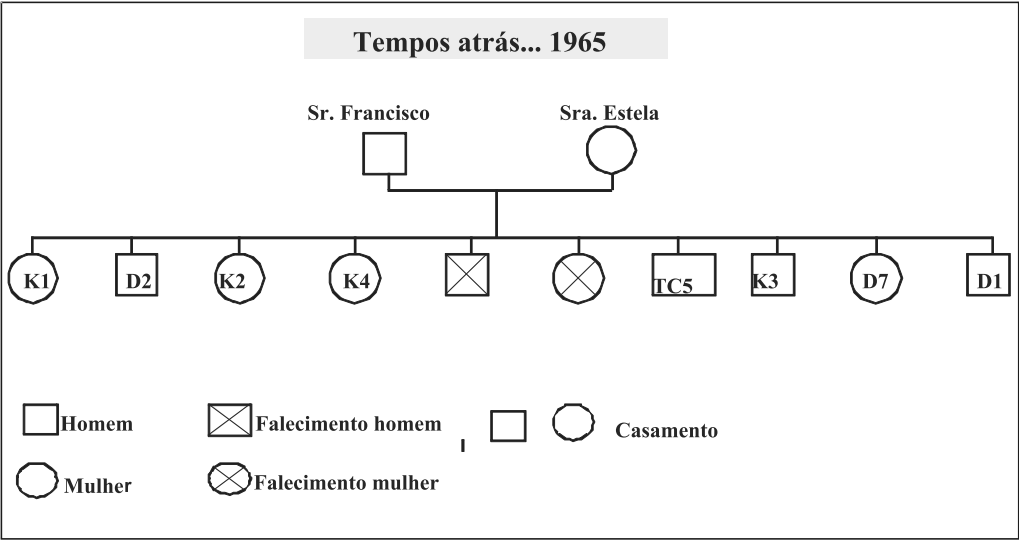 Tempos atrás... 1965
Sr. Francisco Sra. Estela
K1 D2 K2 K4 TC5 K3 D7 D1
Homem Falecimento homem Casamento
Mulher Falecimento mulher